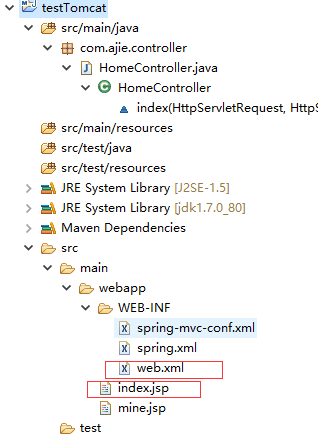 testTomcat
src/main/java
com.ajie.controller
HomeController.java
HomeController
index(HttpServletRequest, HttpS
src/main/resources
src/test/java
src/test/resources
JRE System Library [J2SE-1.5]
JRE System Library [jdk1.7.0_80]
Maven Dependencies
src
main
webapp
WEB-INF
spring-mvc-conf.xml
spring.xml
web.xml
index.jsp
mine.jsp
test